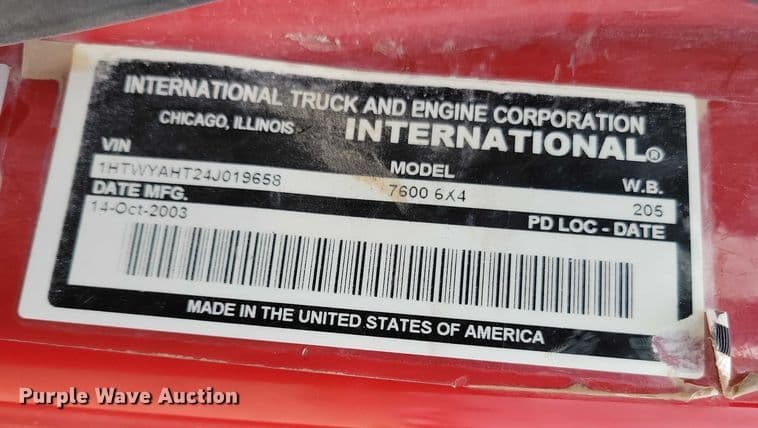 INTERNATIONAL TRUCK AND ENGINE CORPORATION
CHICAGO, ILLINOIS INTERNATIONAL®
VIN MODEL W.B.
1HTWYAHT24J019658 7600 6X4 205
DATE MFG. PD LOC - DATE
14-Oct-2003
MADE IN THE UNITED STATES OF AMERICA
Purple Wave Auction